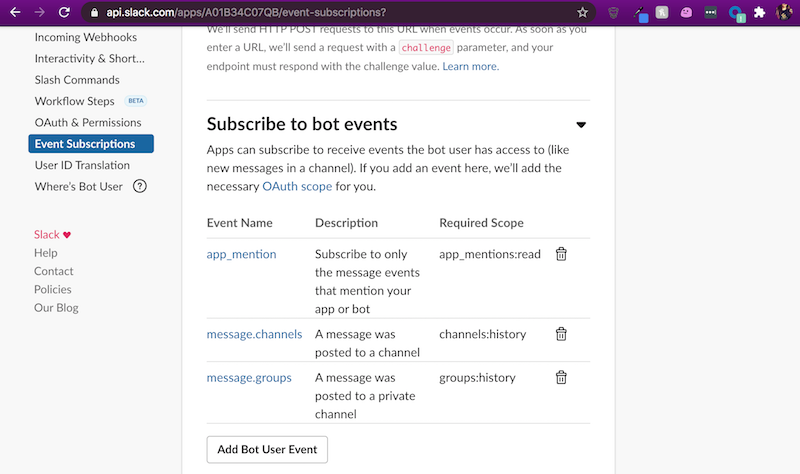 api.slack.com/apps/A01B34C07QB/event-subscriptions?
Incoming Webhooks
Interactivity & Short...
Slash Commands
Workflow Steps BETA
OAuth & Permissions
Event Subscriptions
User ID Translation
Where's Bot User ?
Slack
Help
Contact
Policies
Our Blog
We'll send HTTP POST requests to this URL when events occur. As soon as you
enter a URL, we'll send a request with a challenge parameter, and your
endpoint must respond with the challenge value. Learn more.
Subscribe to bot events
Apps can subscribe to receive events the bot user has access to (like
new messages in a channel). If you add an event here, we'll add the
necessary OAuth scope for you.
Event Name Description Required Scope
app_mention Subscribe to only app_mentions:read
the message events
that mention your
app or bot
message.channels A message was channels:history
posted to a channel
message.groups A message was groups:history
posted to a private
channel
Add Bot User Event